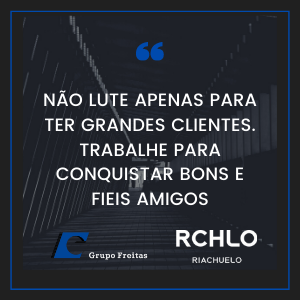 “
NÃO LUTE APENAS PARA
TER GRANDES CLIENTES.
TRABALHE PARA
CONQUISTAR BONS E
FIEIS AMIGOS
Grupo Freitas
RCHLO
RIACHUELO